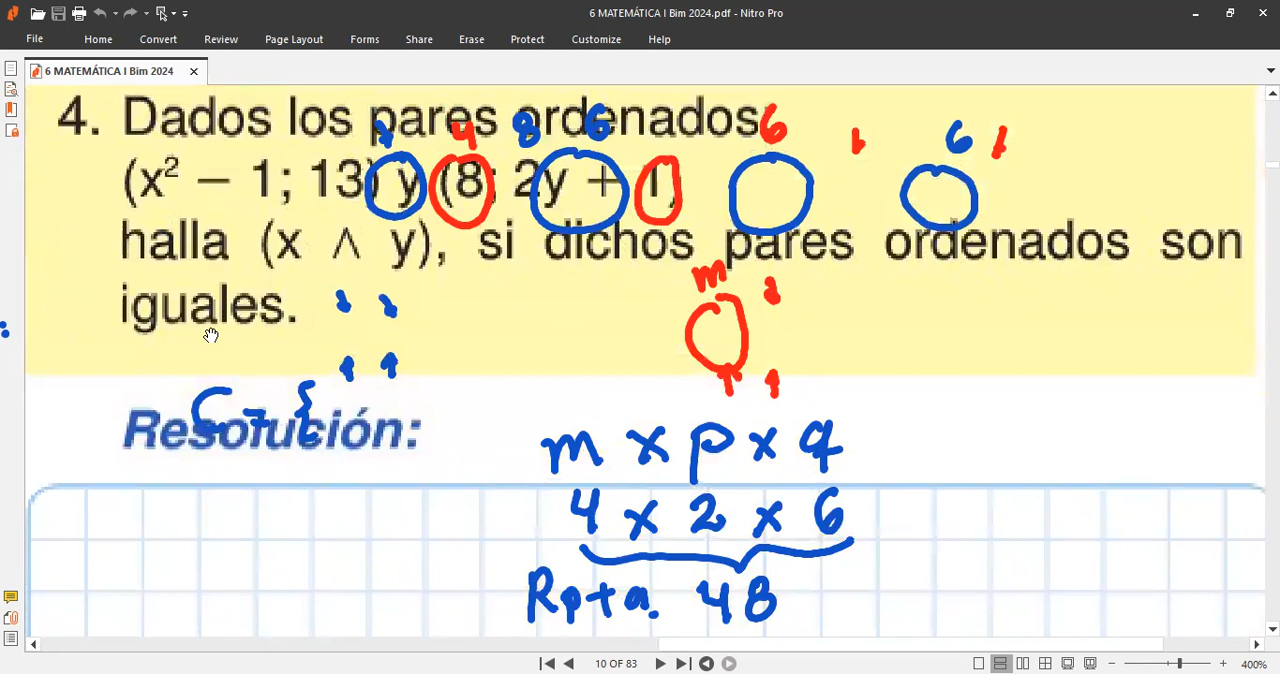 6 MATEMÁTICA I Bim 2024.pdf - Nitro Pro
File Home Convert Review Page Layout Forms Share Erase Protect Customize Help
6 MATEMÁTICA I Bim 2024
4. Dados los pares ordenados:
(x² − 1; 13) y (8; 2y + 1)
halla (x ∧ y), si dichos pares ordenados son
iguales.
Resolución:
m x p x q
4 x 2 x 6
Rpta. 48
10 OF 83
400%